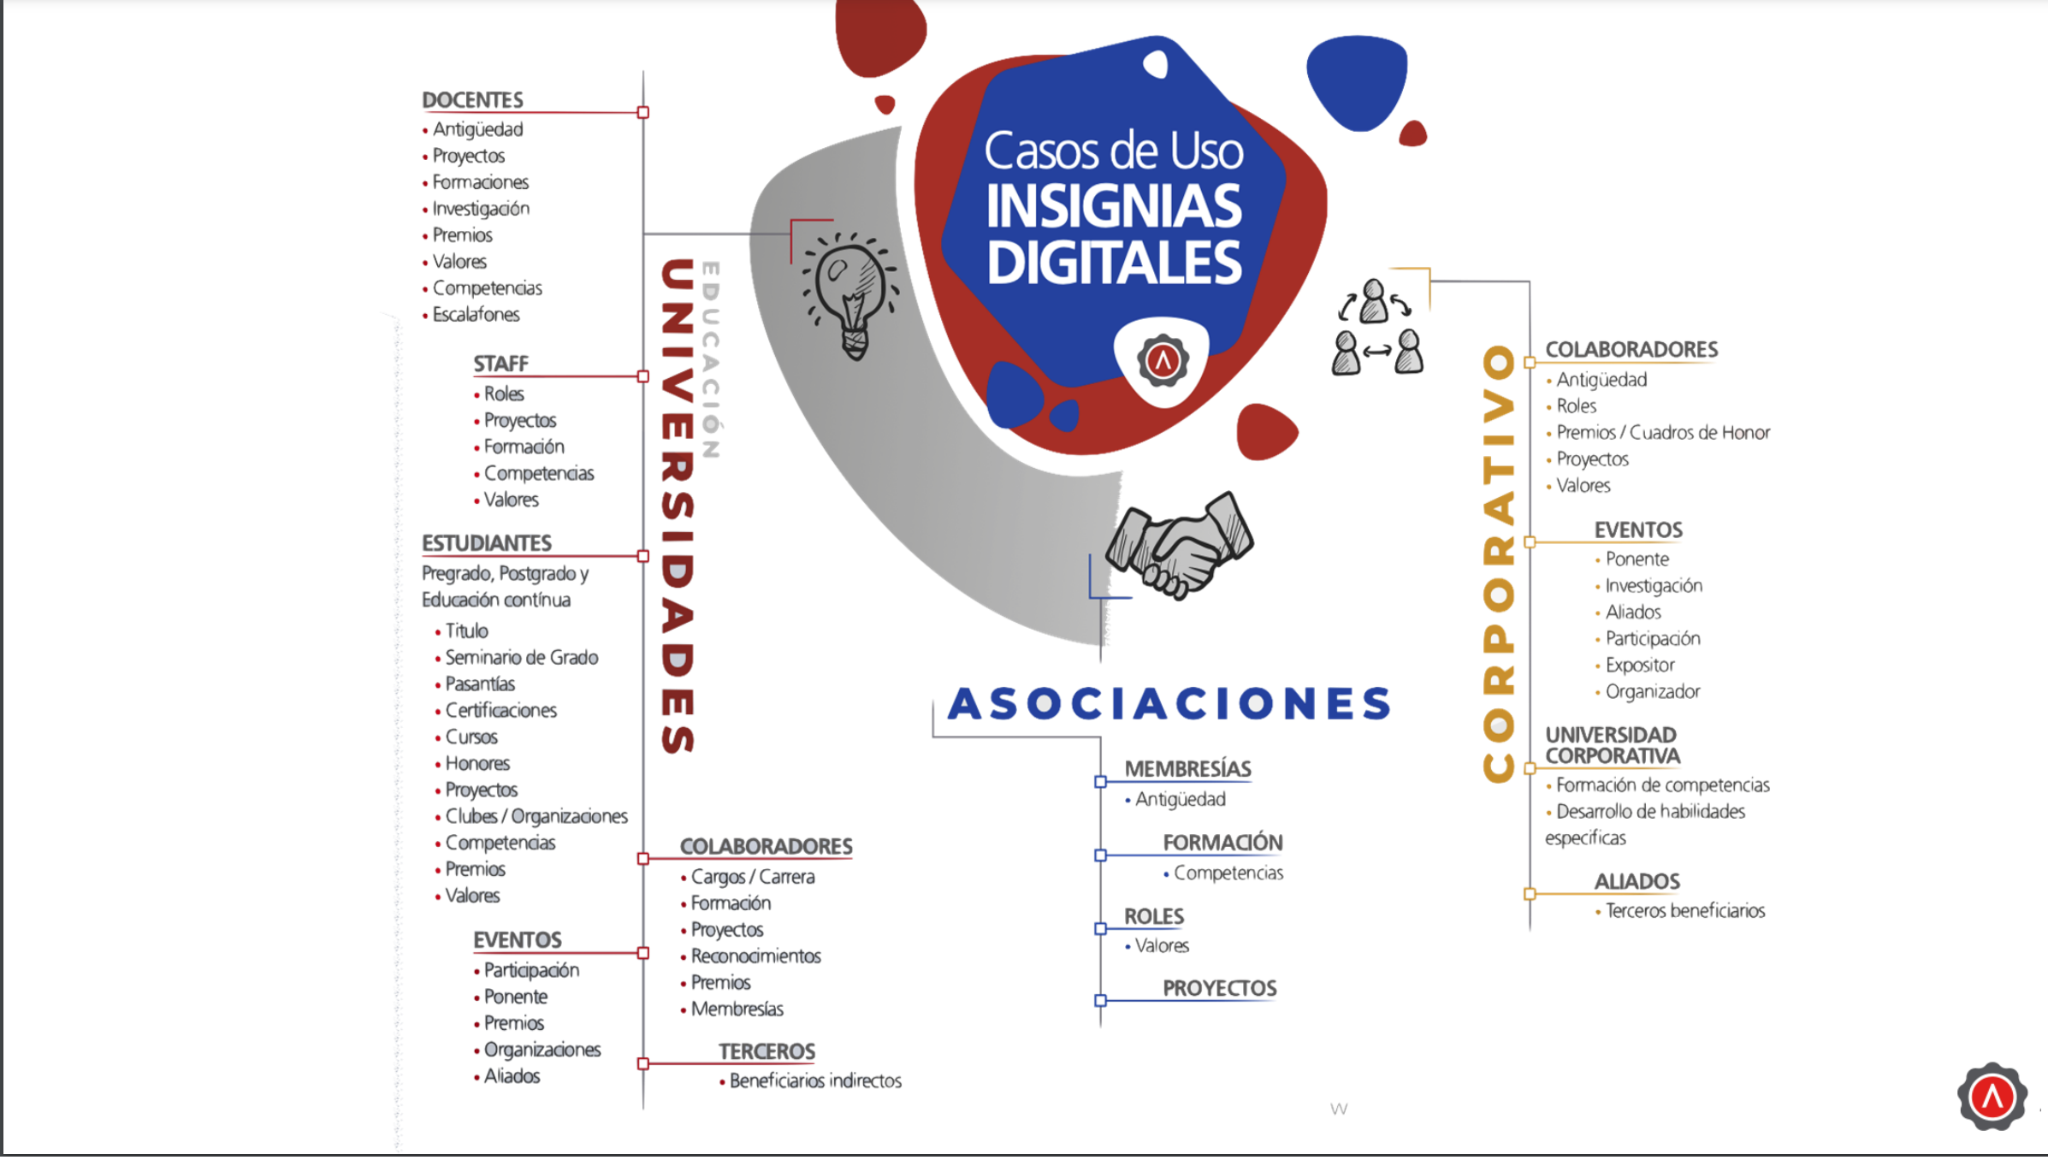 Casos de Uso
INSIGNIAS
DIGITALES
EDUCACIÓN
UNIVERSIDADES
DOCENTES
• Antigüedad
• Proyectos
• Formaciones
• Investigación
• Premios
• Valores
• Competencias
• Escalafones
STAFF
• Roles
• Proyectos
• Formación
• Competencias
• Valores
ESTUDIANTES
Pregrado, Postgrado y
Educación contínua
• Titulo
• Seminario de Grado
• Pasantías
• Certificaciones
• Cursos
• Honores
• Proyectos
• Clubes / Organizaciones
• Competencias
• Premios
• Valores
EVENTOS
• Participación
• Ponente
• Premios
• Organizaciones
• Aliados
COLABORADORES
• Cargos / Carrera
• Formación
• Proyectos
• Reconocimientos
• Premios
• Membresías
TERCEROS
• Beneficiarios indirectos
ASOCIACIONES
MEMBRESÍAS
• Antigüedad
FORMACIÓN
• Competencias
ROLES
• Valores
PROYECTOS
CORPORATIVO
COLABORADORES
• Antigüedad
• Roles
• Premios / Cuadros de Honor
• Proyectos
• Valores
EVENTOS
• Ponente
• Investigación
• Aliados
• Participación
• Expositor
• Organizador
UNIVERSIDAD
CORPORATIVA
• Formación de competencias
• Desarrollo de habilidades
especificas
ALIADOS
• Terceros beneficiarios
W